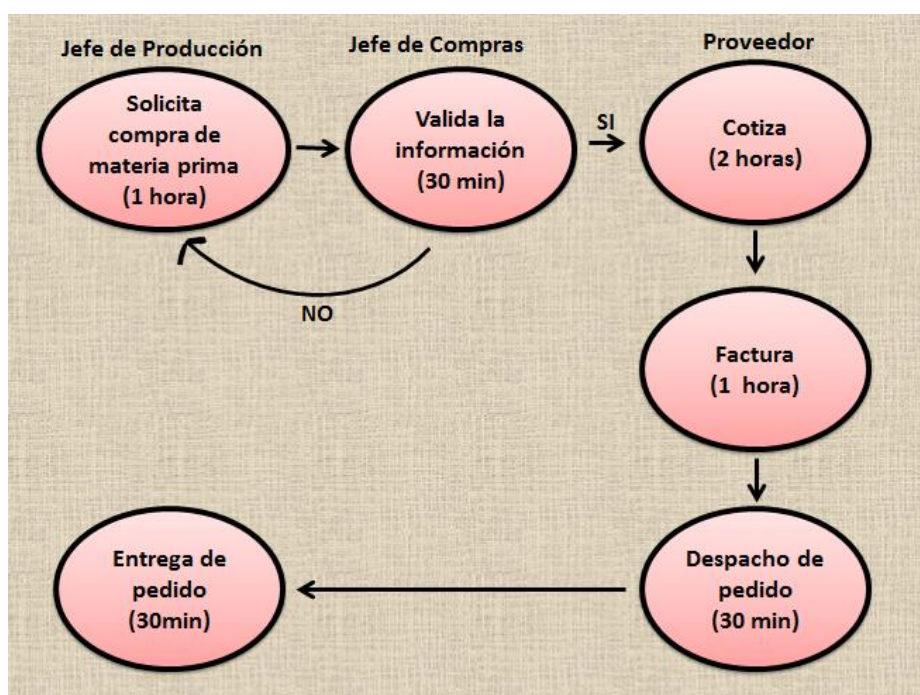 Jefe de Producción
Jefe de Compras
Proveedor
Solicita
compra de
materia prima
(1 hora)
Valida la
información
(30 min)
SI
Cotiza
(2 horas)
NO
Factura
(1 hora)
Entrega de
pedido
(30min)
Despacho de
pedido
(30 min)